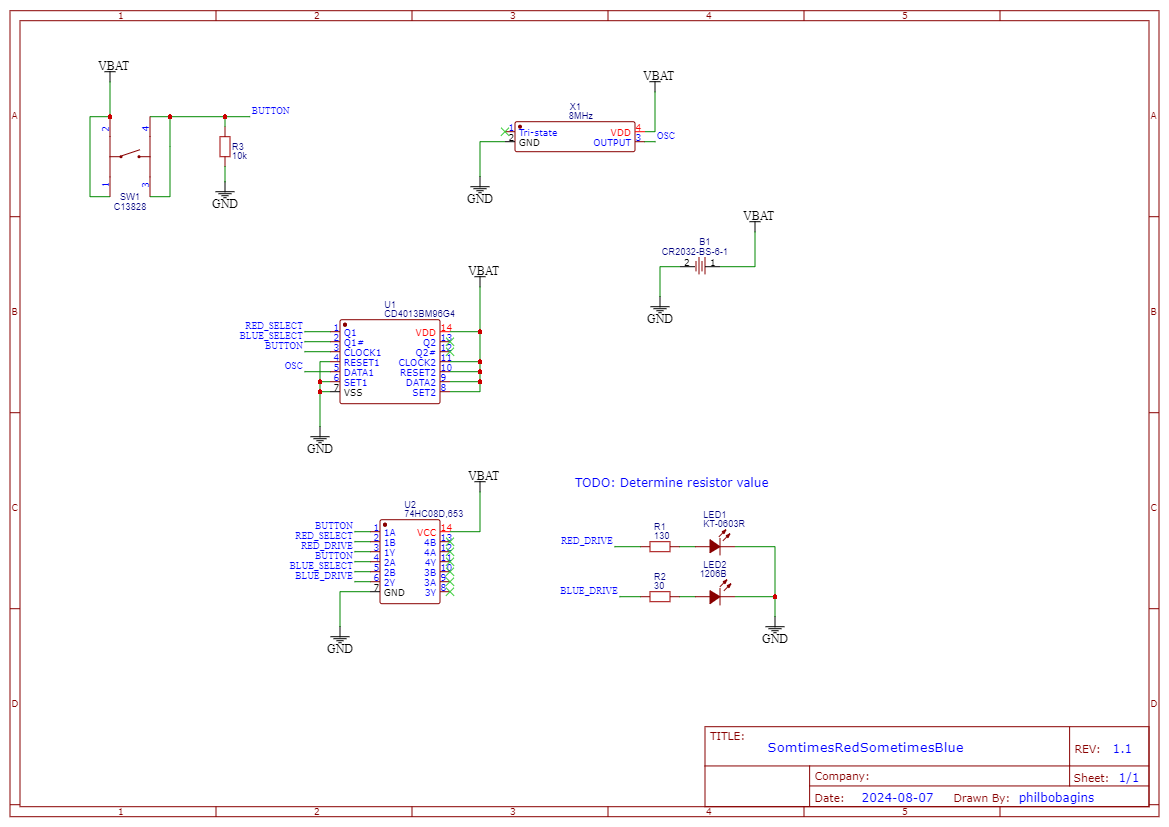 1 2 3 4 5
A A
B B
C C
D D
VBAT
BUTTON
2
4
1
3
SW1
C13828
R3
10k
GND
X1
8MHz
VBAT
1 Tri-state VDD 4
2 GND OUTPUT 3
OSC
GND
VBAT
B1
CR2032-BS-6-1
2 1
GND
VBAT
U1
CD4013BM96G4
RED_SELECT 1 Q1 VDD 14
BLUE_SELECT 2 Q1# Q2 13
BUTTON 3 CLOCK1 Q2# 12
4 RESET1 CLOCK2 11
OSC 5 DATA1 RESET2 10
6 SET1 DATA2 9
7 VSS SET2 8
GND
VBAT
U2
74HC08D,653
BUTTON 1 1A VCC 14
RED_SELECT 2 1B 4B 13
RED_DRIVE 3 1Y 4A 12
BUTTON 4 2A 4Y 11
BLUE_SELECT 5 2B 3B 10
BLUE_DRIVE 6 2Y 3A 9
7 GND 3Y 8
GND
TODO: Determine resistor value
RED_DRIVE
R1
130
LED1
KT-0603R
BLUE_DRIVE
R2
30
LED2
1206B
GND
TITLE:
SomtimesRedSometimesBlue
REV: 1.1
Company:
Sheet: 1/1
Date: 2024-08-07 Drawn By: philbobagins
1 2 3 4 5